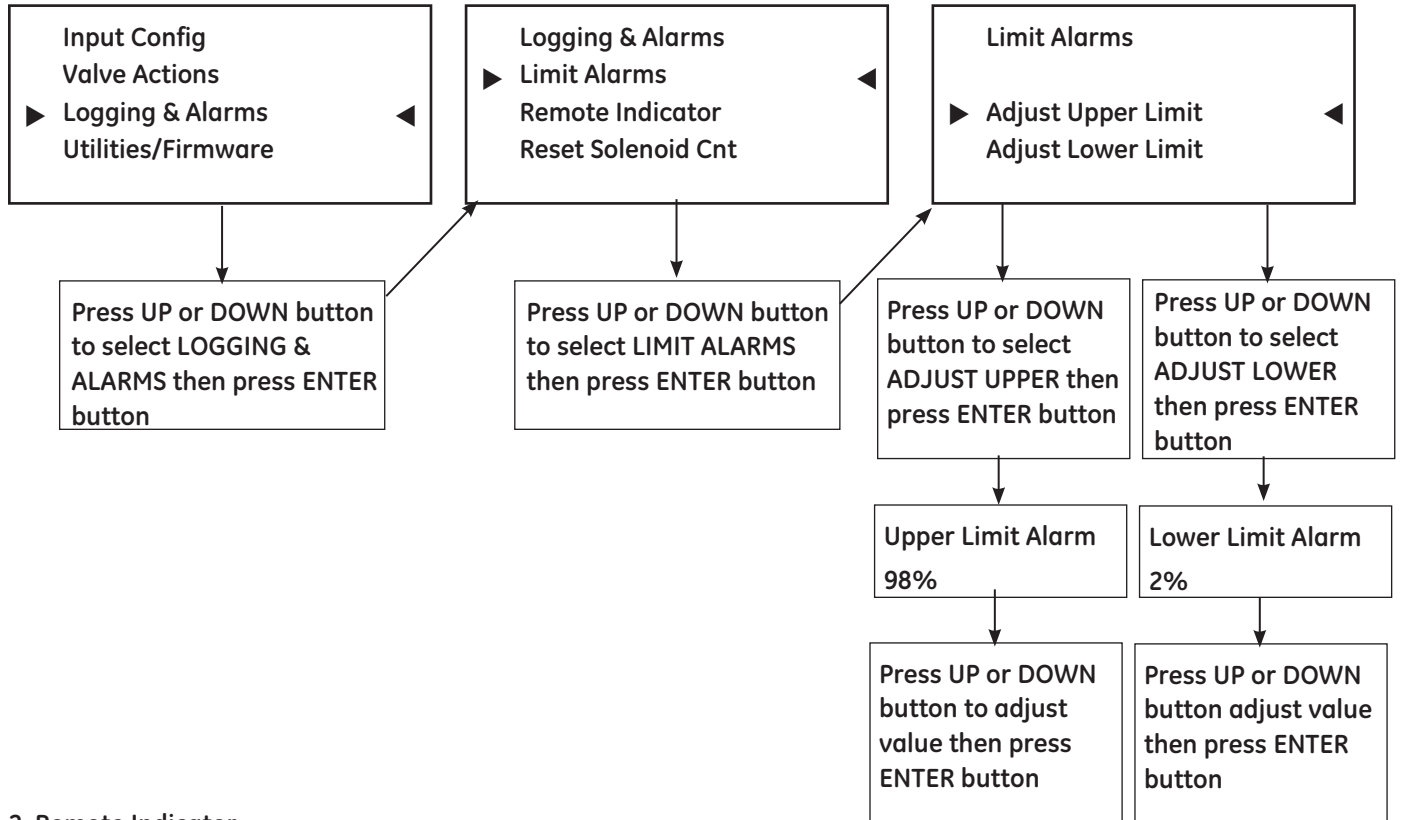 Input Config
Valve Actions
Logging & Alarms
Utilities/Firmware
Logging & Alarms
Limit Alarms
Remote Indicator
Reset Solenoid Cnt
Limit Alarms
Adjust Upper Limit
Adjust Lower Limit
Press UP or DOWN button
to select LOGGING &
ALARMS then press ENTER
button
Press UP or DOWN button
to select LIMIT ALARMS
then press ENTER button
Press UP or DOWN
button to select
ADJUST UPPER then
press ENTER button
Press UP or DOWN
button to select
ADJUST LOWER
then press ENTER
button
Upper Limit Alarm
98%
Lower Limit Alarm
2%
Press UP or DOWN
button to adjust
value then press
ENTER button
Press UP or DOWN
button adjust value
then press ENTER
button
Remote Indicator